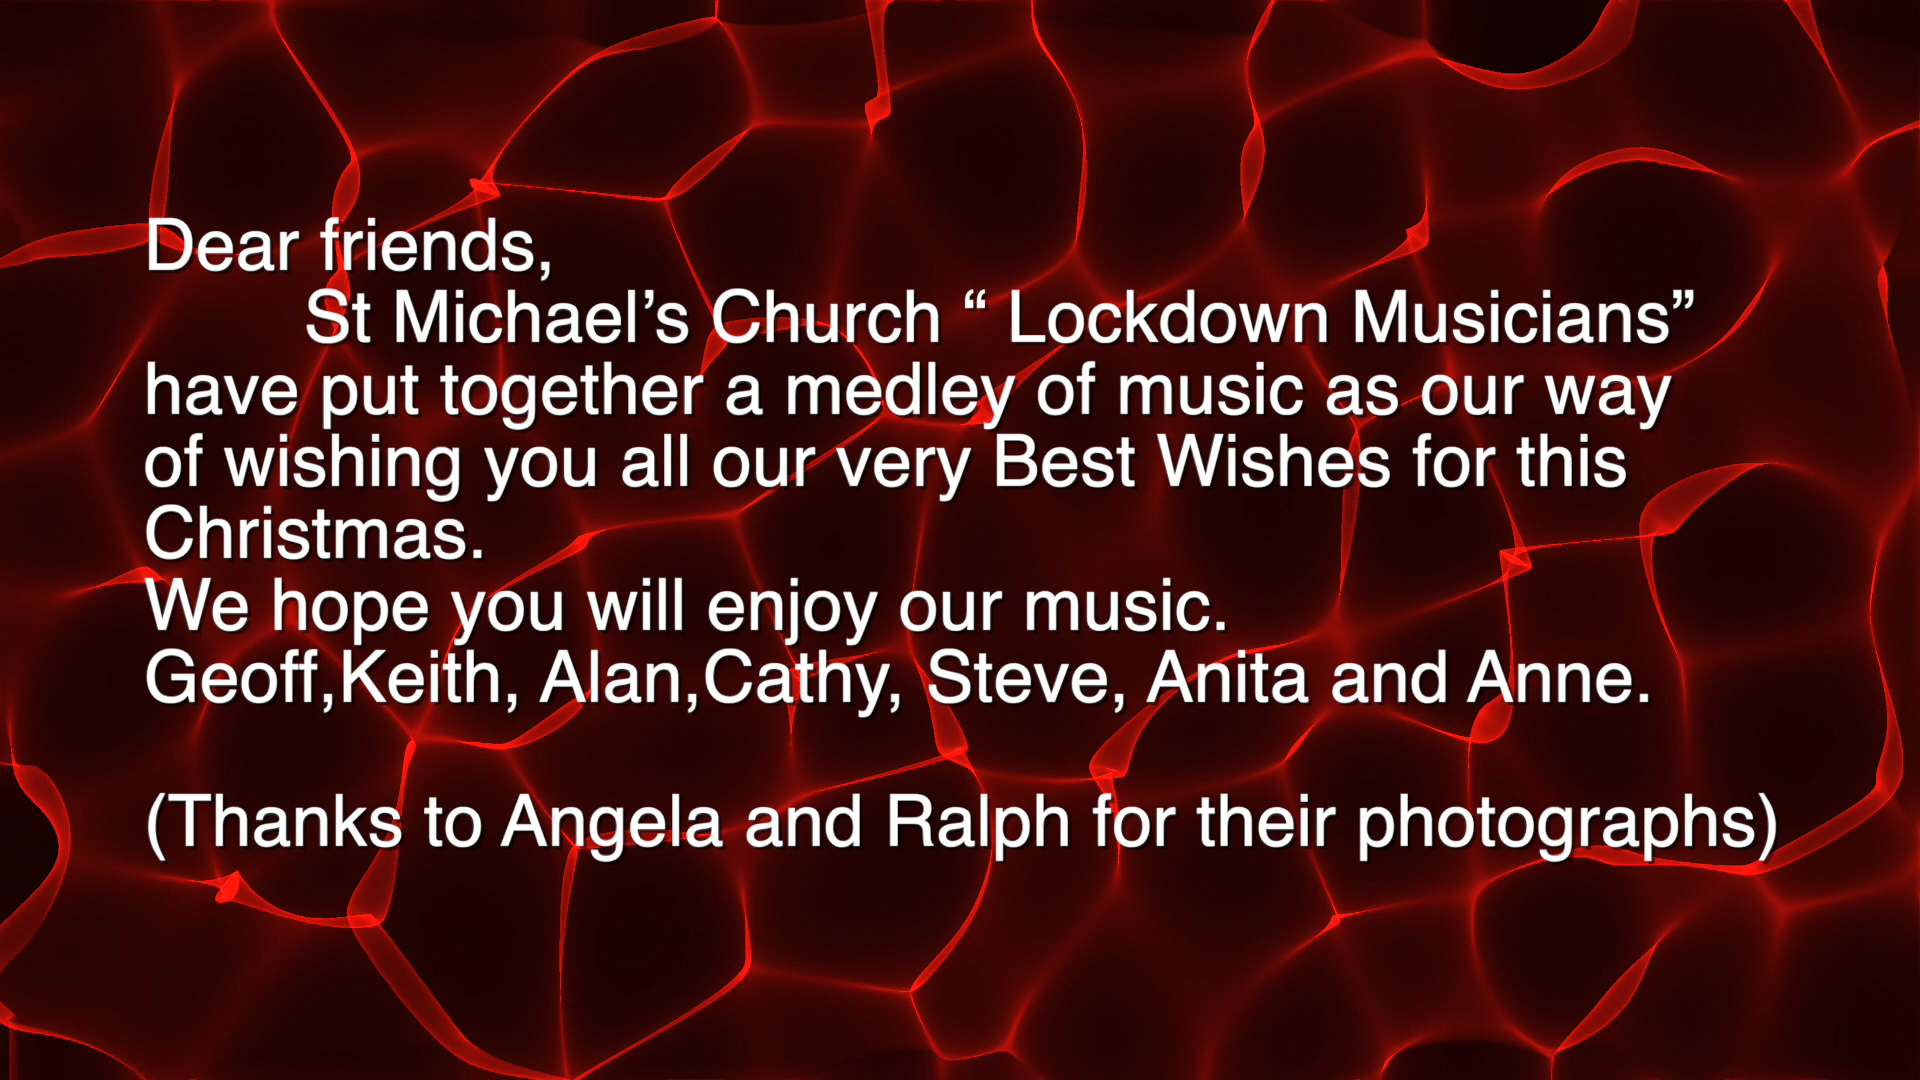 Dear friends,
St Michael’s Church “ Lockdown Musicians”
have put together a medley of music as our way
of wishing you all our very Best Wishes for this
Christmas.
We hope you will enjoy our music.
Geoff,Keith, Alan,Cathy, Steve, Anita and Anne.
(Thanks to Angela and Ralph for their photographs)